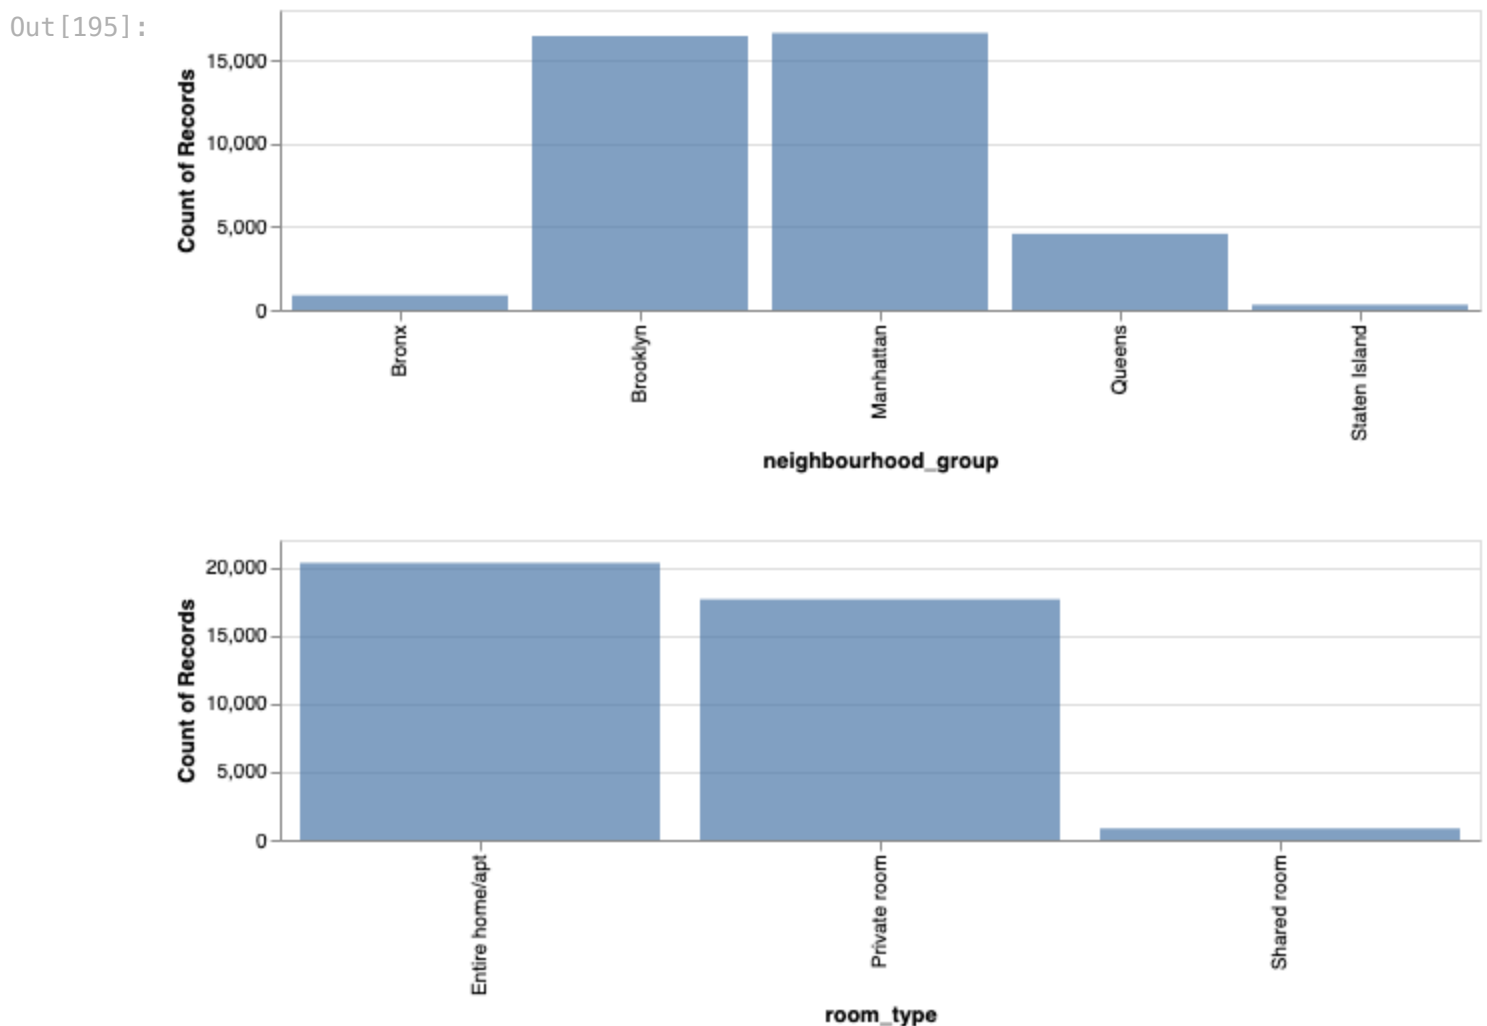 Out[195]:
Count of Records
15,000
10,000
5,000
0
Bronx
Brooklyn
Manhattan
Queens
Staten Island
neighbourhood_group
Count of Records
20,000
15,000
10,000
5,000
0
Entire home/apt
Private room
Shared room
room_type